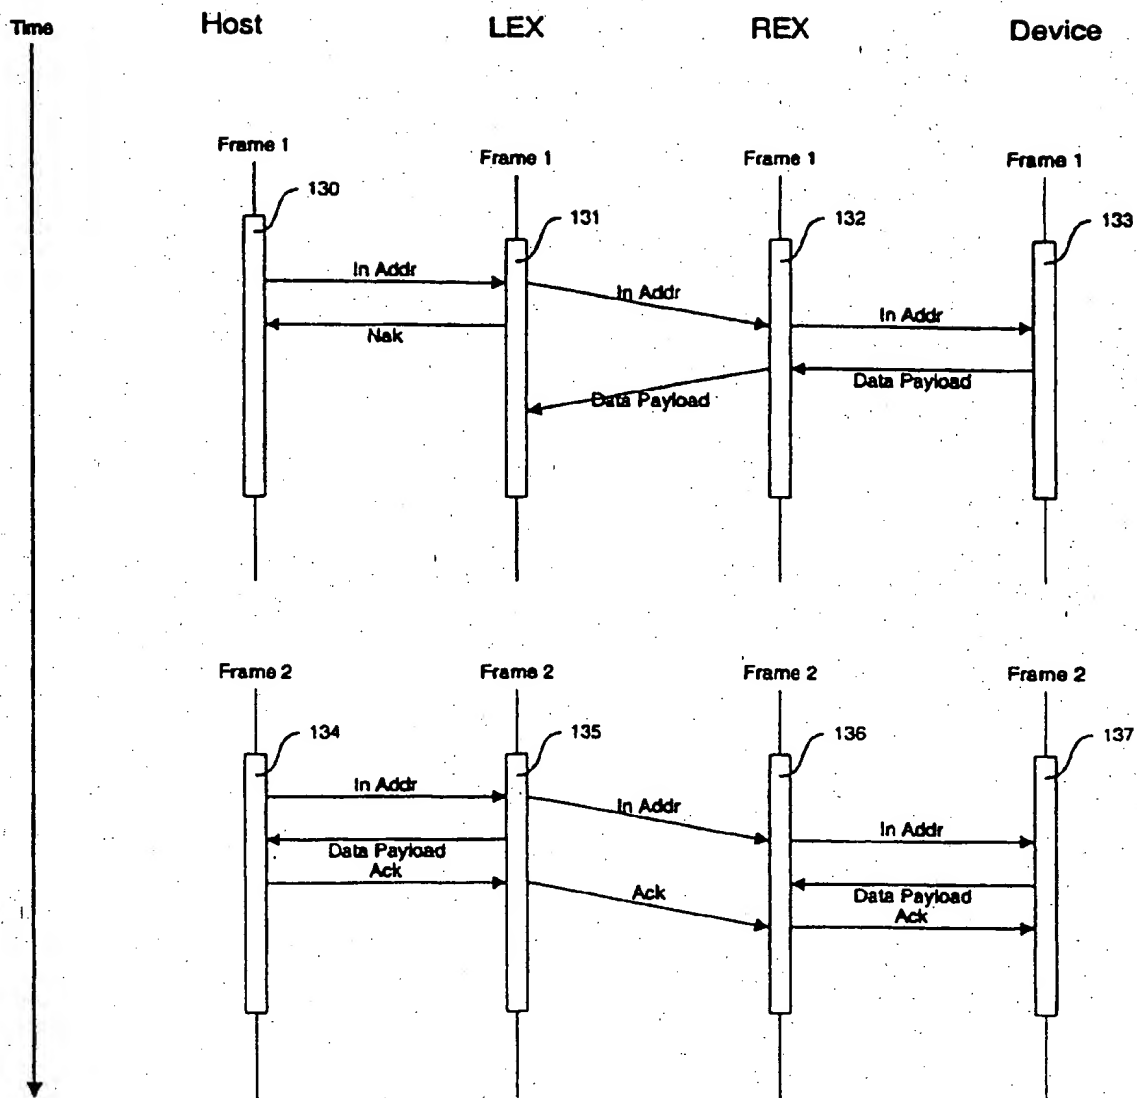 Time Host LEX REX Device
Frame 1 Frame 1 Frame 1 Frame 1
130 131 132 133
In Addr In Addr In Addr
Nak Data Payload Data Payload
Frame 2 Frame 2 Frame 2 Frame 2
134 135 136 137
In Addr In Addr In Addr
Data Payload Data Payload
Ack Ack Ack